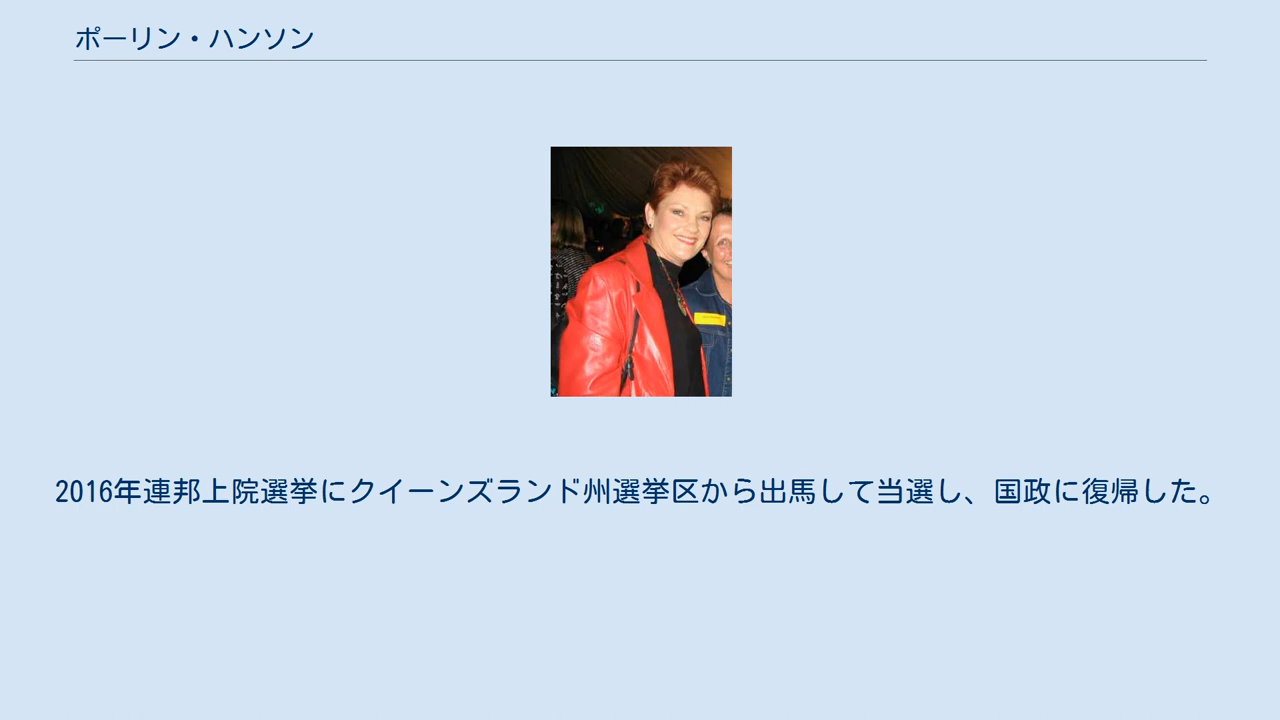 ポーリン・ハンソン
2016年連邦上院選挙にクイーンズランド州選挙区から出馬して当選し、国政に復帰した。